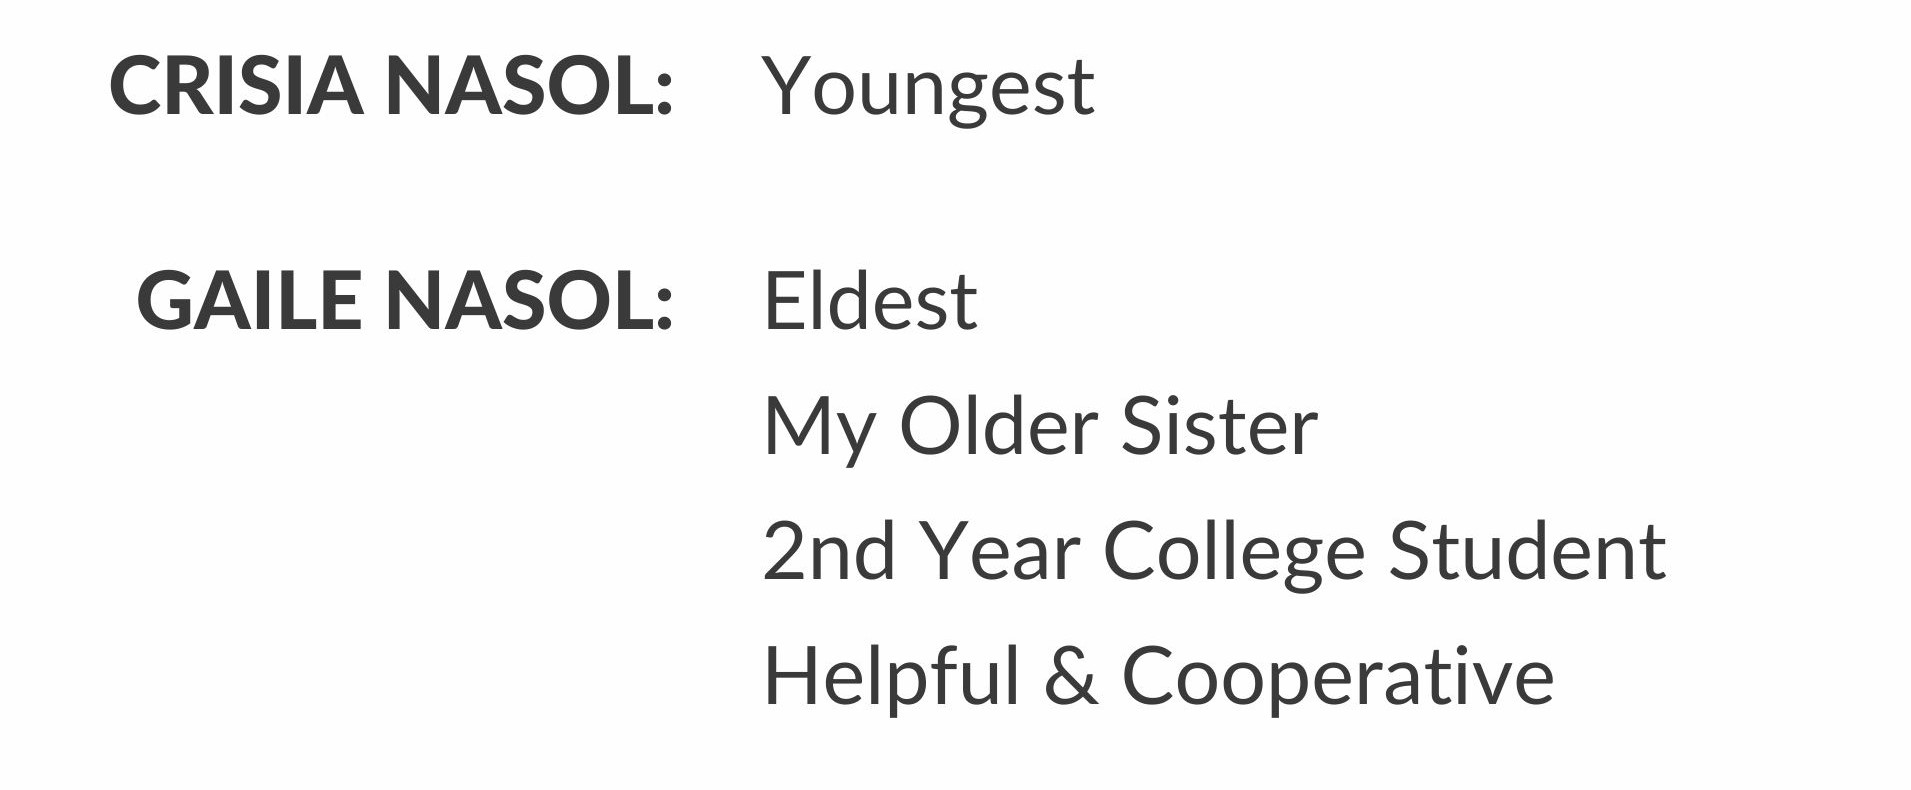 CRISIA NASOL: Youngest
GAILE NASOL: Eldest
My Older Sister
2nd Year College Student
Helpful & Cooperative